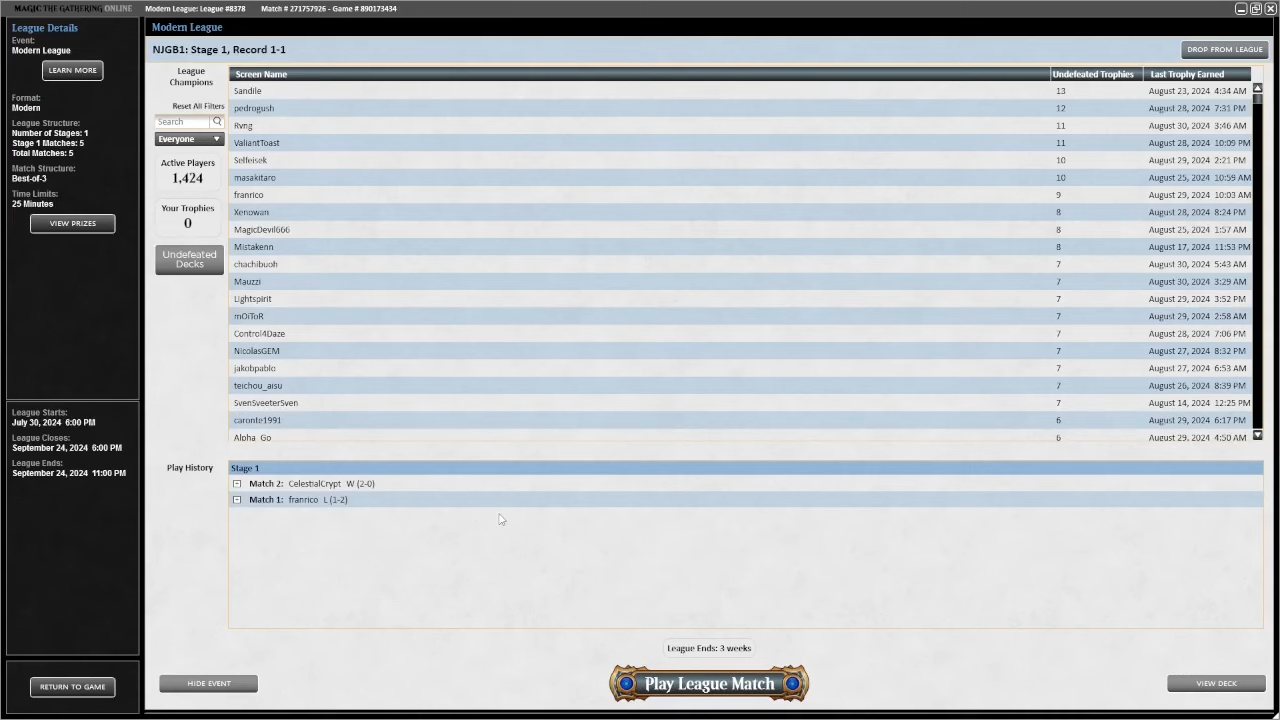 MAGIC THE GATHERING ONLINE
Modern League: League #8378
Match # 271757926 - Game # 890173434
League Details
Event:
Modern League
LEARN MORE
Format:
Modern
League Structure:
Number of Stages: 1
Stage 1 Matches: 5
Total Matches: 5
Match Structure:
Best-of-3
Time Limits:
25 Minutes
VIEW PRIZES
League Starts:
July 30, 2024 6:00 PM
League Closes:
September 24, 2024 6:00 PM
League Ends:
September 24, 2024 11:00 PM
RETURN TO GAME
Modern League
NJGB1: Stage 1, Record 1-1
DROP FROM LEAGUE
League
Champions
Reset All Filters
Search
Everyone
Active Players
1,424
Your Trophies
0
Undefeated
Decks
Screen Name Undefeated Trophies Last Trophy Earned
Sandile 13 August 23, 2024 4:34 AM
pedrogush 12 August 28, 2024 7:31 PM
Rvng 11 August 30, 2024 3:46 AM
ValiantToast 11 August 28, 2024 10:09 PM
Selfeisek 10 August 29, 2024 2:21 PM
masakitaro 10 August 25, 2024 10:59 AM
franrico 9 August 29, 2024 10:03 AM
Xenowan 8 August 28, 2024 8:24 PM
MagicDevil666 8 August 25, 2024 1:57 AM
Mistakenn 8 August 17, 2024 11:53 PM
chachibuoh 7 August 30, 2024 5:43 AM
Mauzzi 7 August 30, 2024 3:29 AM
Lightspirit 7 August 29, 2024 3:52 PM
mOiToR 7 August 29, 2024 2:58 AM
Control4Daze 7 August 28, 2024 7:06 PM
NicolasGEM 7 August 27, 2024 8:32 PM
jakobpablo 7 August 27, 2024 6:53 AM
teichou_aisu 7 August 26, 2024 8:39 PM
SvenSveeterSven 7 August 14, 2024 12:25 PM
caronte1991 6 August 29, 2024 6:17 PM
Alpha_Go 6 August 29, 2024 4:50 AM
Play History
Stage 1
Match 2: CelestialCrypt W (2-0)
Match 1: franrico L (1-2)
League Ends: 3 weeks
HIDE EVENT
Play League Match
VIEW DECK